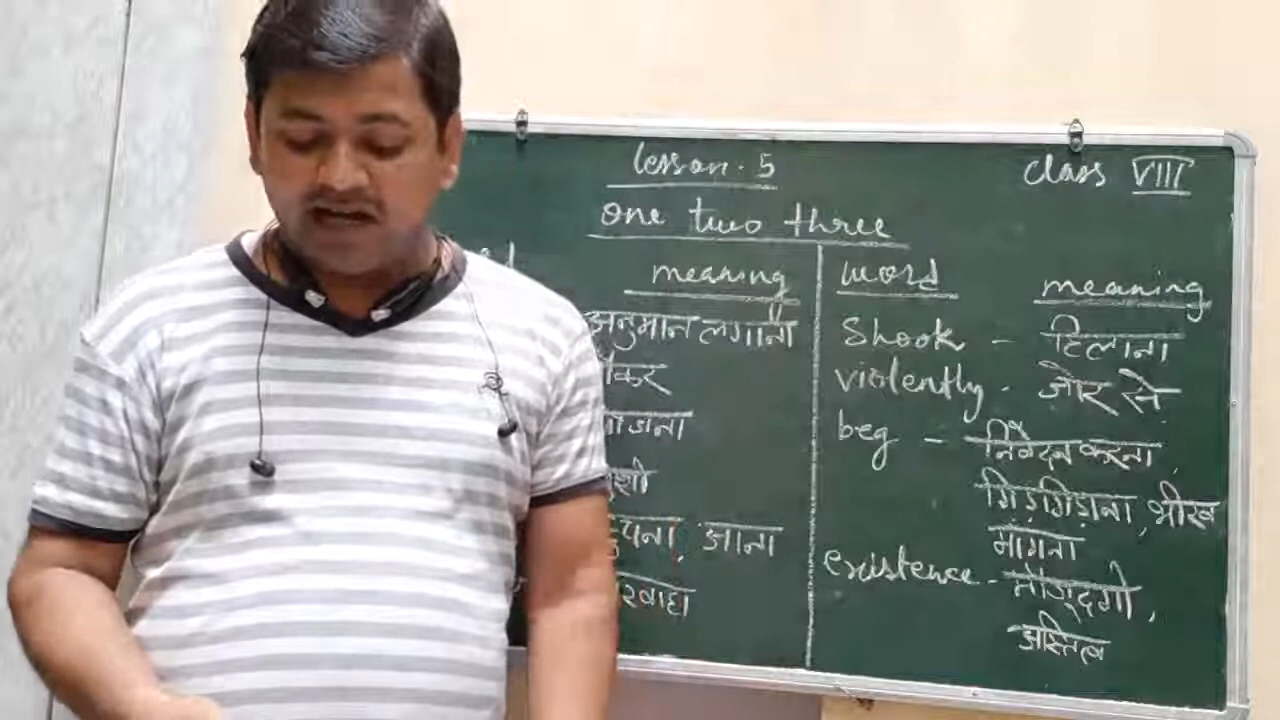 Lesson. 5
Class VIII
one two three
meaning
अनुमान लगाना
word
meaning
Shook - हिलाना
violently - जोर से
beg - निवेदन करना,
गिड़गिड़ाना, भीख
मांगना
existence - मौजूदगी,
अस्तित्व
आना